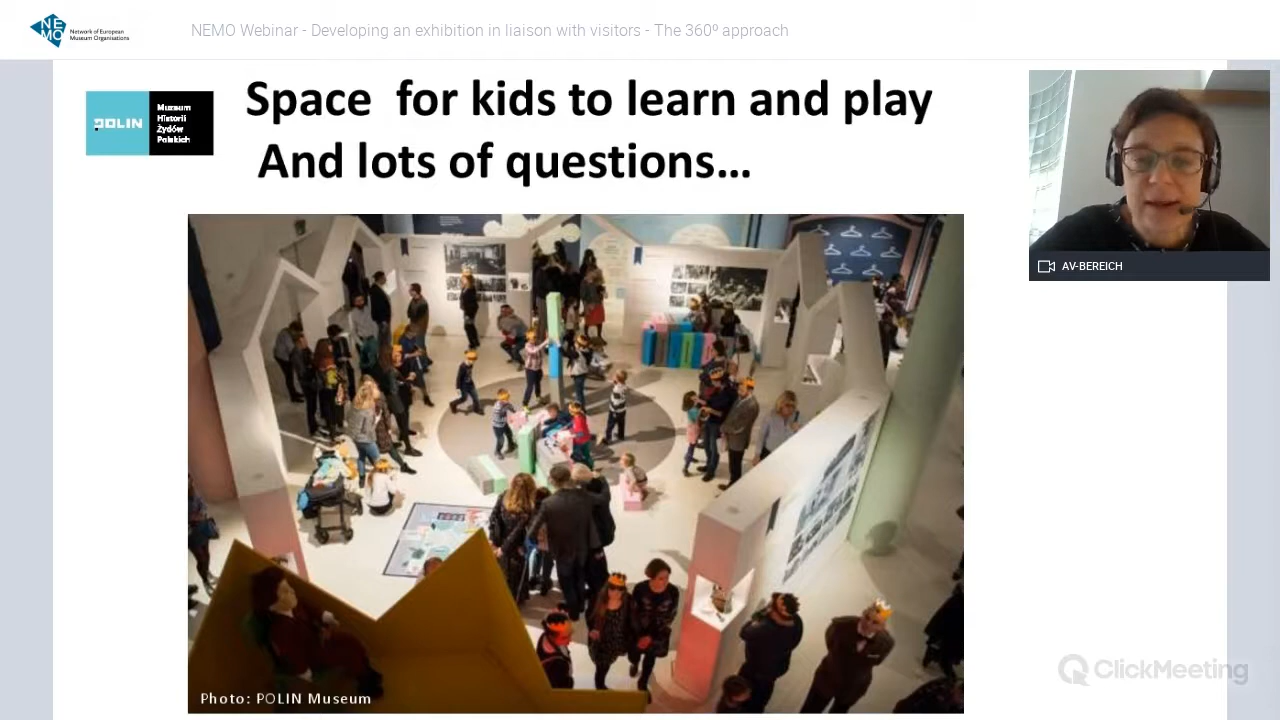 NE
MO
Network of European
Museum Organisations
NEMO Webinar - Developing an exhibition in liaison with visitors - The 360º approach
POLIN
Muzeum
Historii
Żydów
Polskich
Space for kids to learn and play
And lots of questions…
AV-BEREICH
Photo: POLIN Museum
ClickMeeting